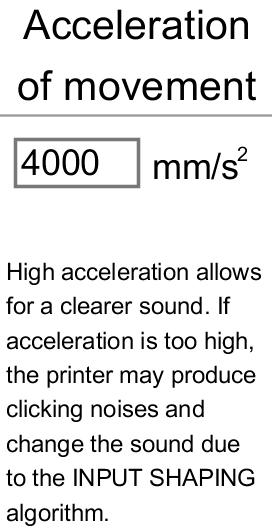 Acceleration
of movement
4000 mm/s²
High acceleration allows
for a clearer sound. If
acceleration is too high,
the printer may produce
clicking noises and
change the sound due
to the INPUT SHAPING
algorithm.